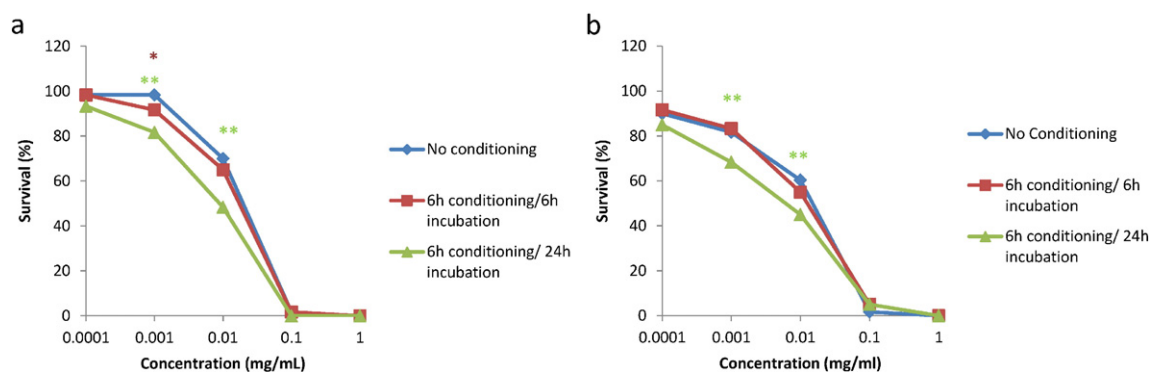 a
120
100
80
60
40
20
0
Survival (%)
*
**
**
0.0001 0.001 0.01 0.1 1
Concentration (mg/mL)
No conditioning
6h conditioning/6h
incubation
6h conditioning/ 24h
incubation
b
120
100
80
60
40
20
0
Survival (%)
**
**
0.0001 0.001 0.01 0.1 1
Concentration (mg/ml)
No Conditioning
6h conditioning/ 6h
incubation
6h conditioning/ 24h
incubation